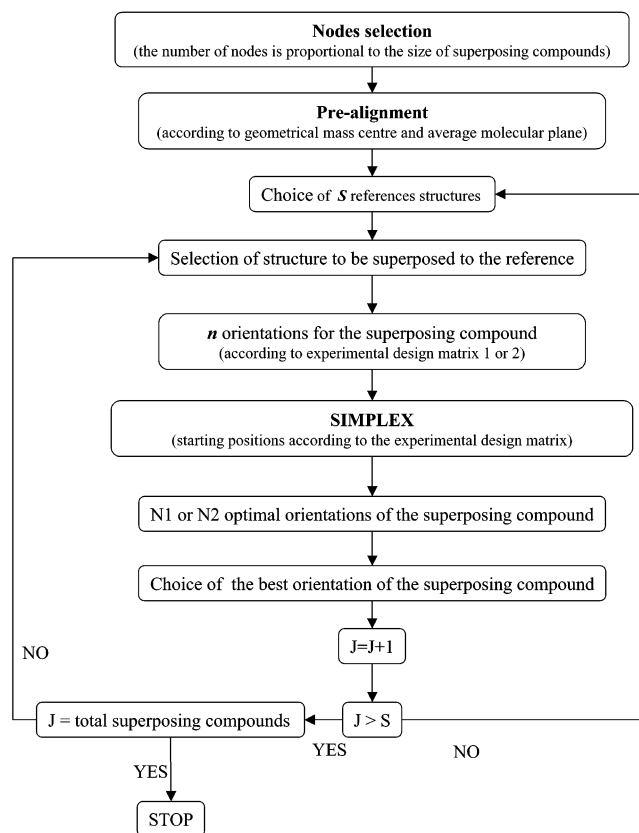 Nodes selection
(the number of nodes is proportional to the size of superposing compounds)
Pre-alignment
(according to geometrical mass centre and average molecular plane)
Choice of S references structures
Selection of structure to be superposed to the reference
n orientations for the superposing compound
(according to experimental design matrix 1 or 2)
SIMPLEX
(starting positions according to the experimental design matrix)
N1 or N2 optimal orientations of the superposing compound
Choice of the best orientation of the superposing compound
J=J+1
NO
J = total superposing compounds
J > S
YES
NO
YES
STOP